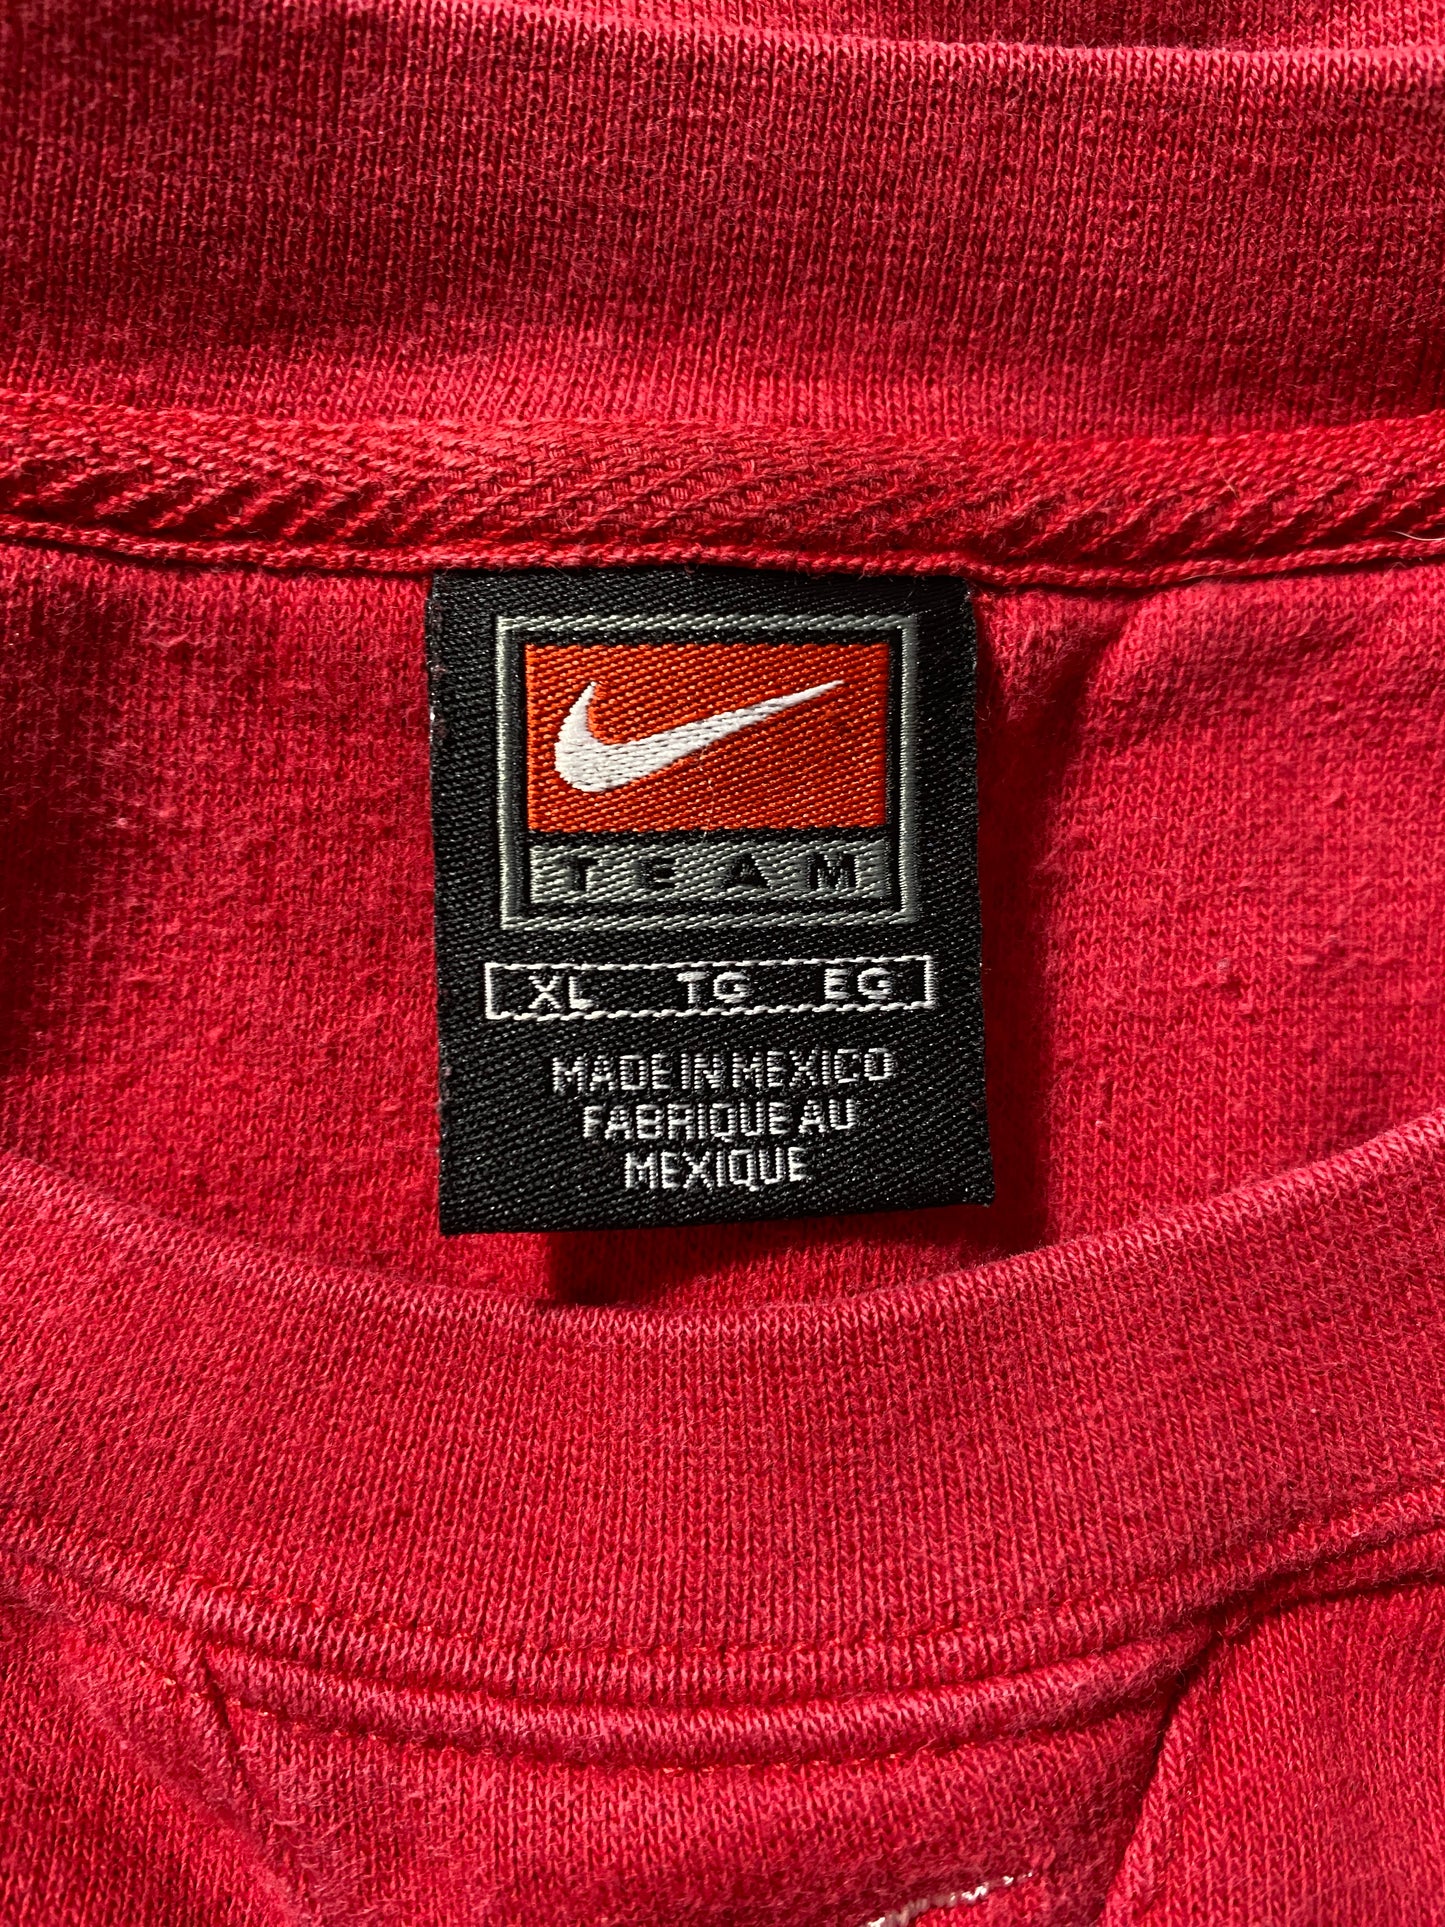 TEAM
XL TG EG
MADE IN MEXICO
FABRIQUE AU
MEXIQUE